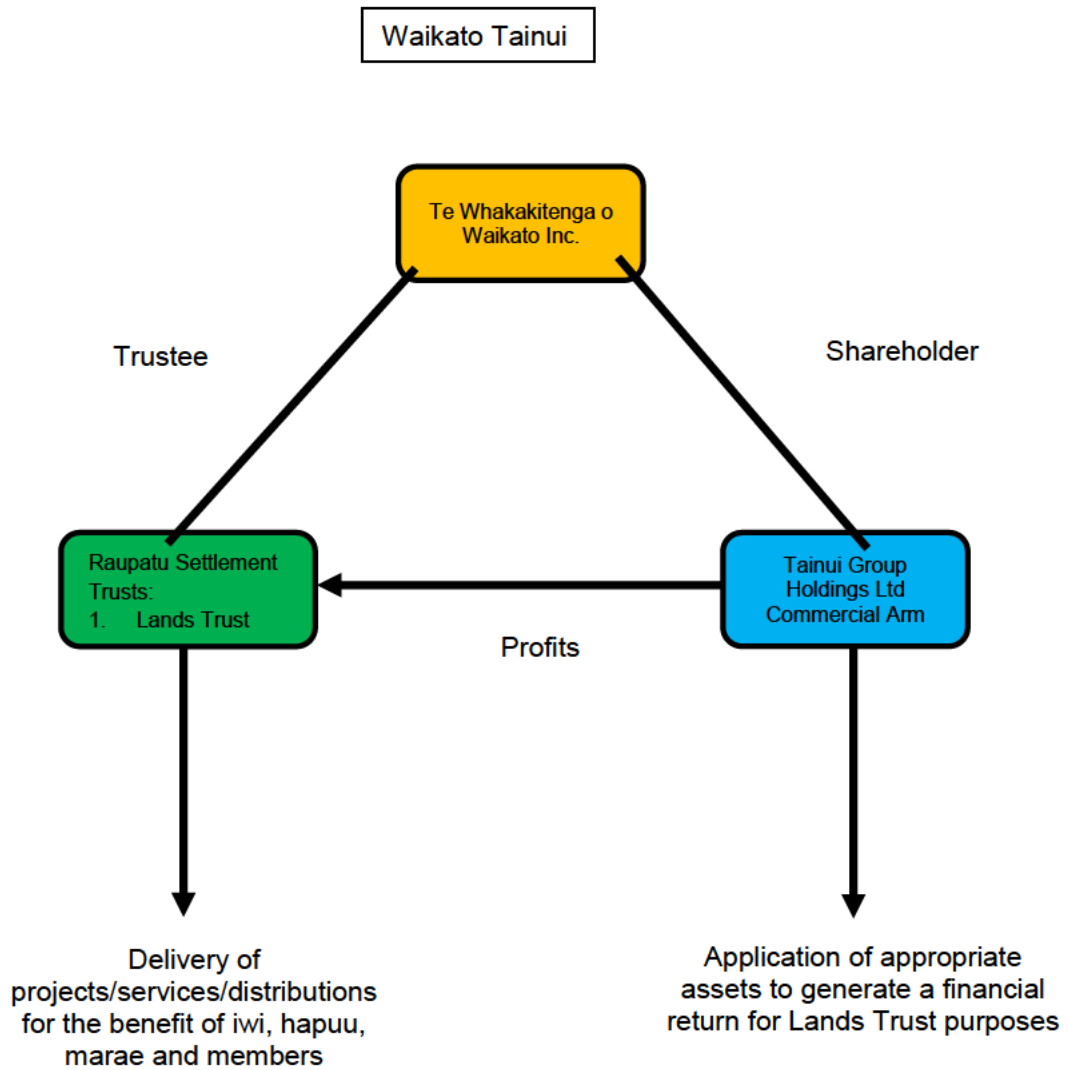 Waikato Tainui
Te Whakakitenga o
Waikato Inc.
Trustee
Shareholder
Raupatu Settlement
Trusts:
1. Lands Trust
Tainui Group
Holdings Ltd
Commercial Arm
Profits
Delivery of
projects/services/distributions
for the benefit of iwi, hapuu,
marae and members
Application of appropriate
assets to generate a financial
return for Lands Trust purposes